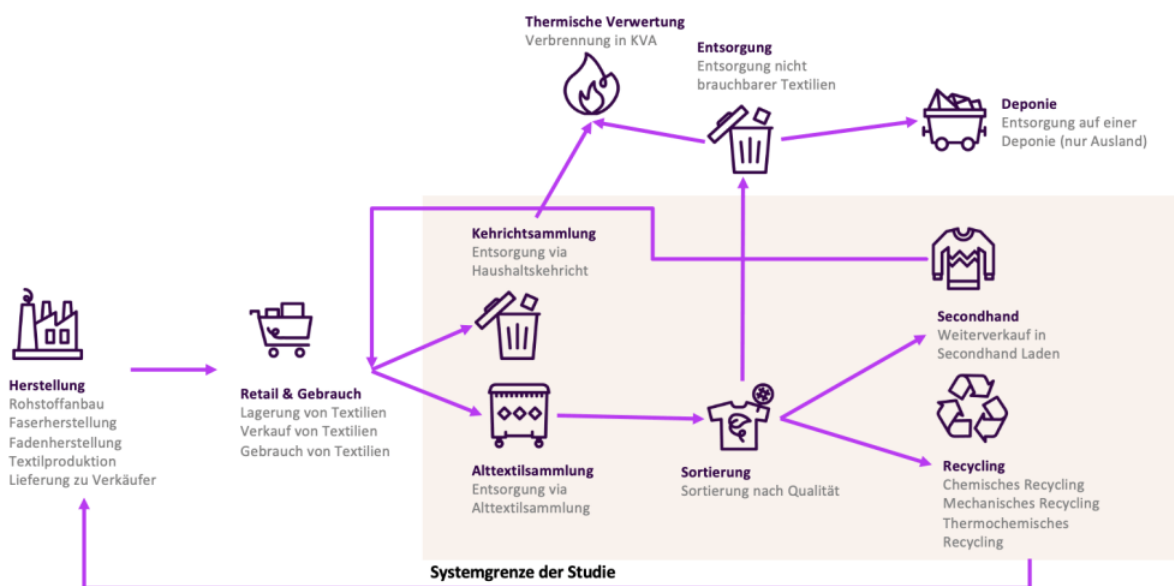 Thermische Verwertung
Verbrennung in KVA
Entsorgung
Entsorgung nicht
brauchbarer Textilien
Deponie
Entsorgung auf einer
Deponie (nur Ausland)
Kehrichtsammlung
Entsorgung via
Haushaltskehricht
Secondhand
Weiterverkauf in
Secondhand Laden
Herstellung
Rohstoffanbau
Faserherstellung
Fadenherstellung
Textilproduktion
Lieferung zu Verkäufer
Retail & Gebrauch
Lagerung von Textilien
Verkauf von Textilien
Gebrauch von Textilien
Alttextilsammlung
Entsorgung via
Alttextilsammlung
Sortierung
Sortierung nach Qualität
Recycling
Chemisches Recycling
Mechanisches Recycling
Thermochemisches
Recycling
Systemgrenze der Studie